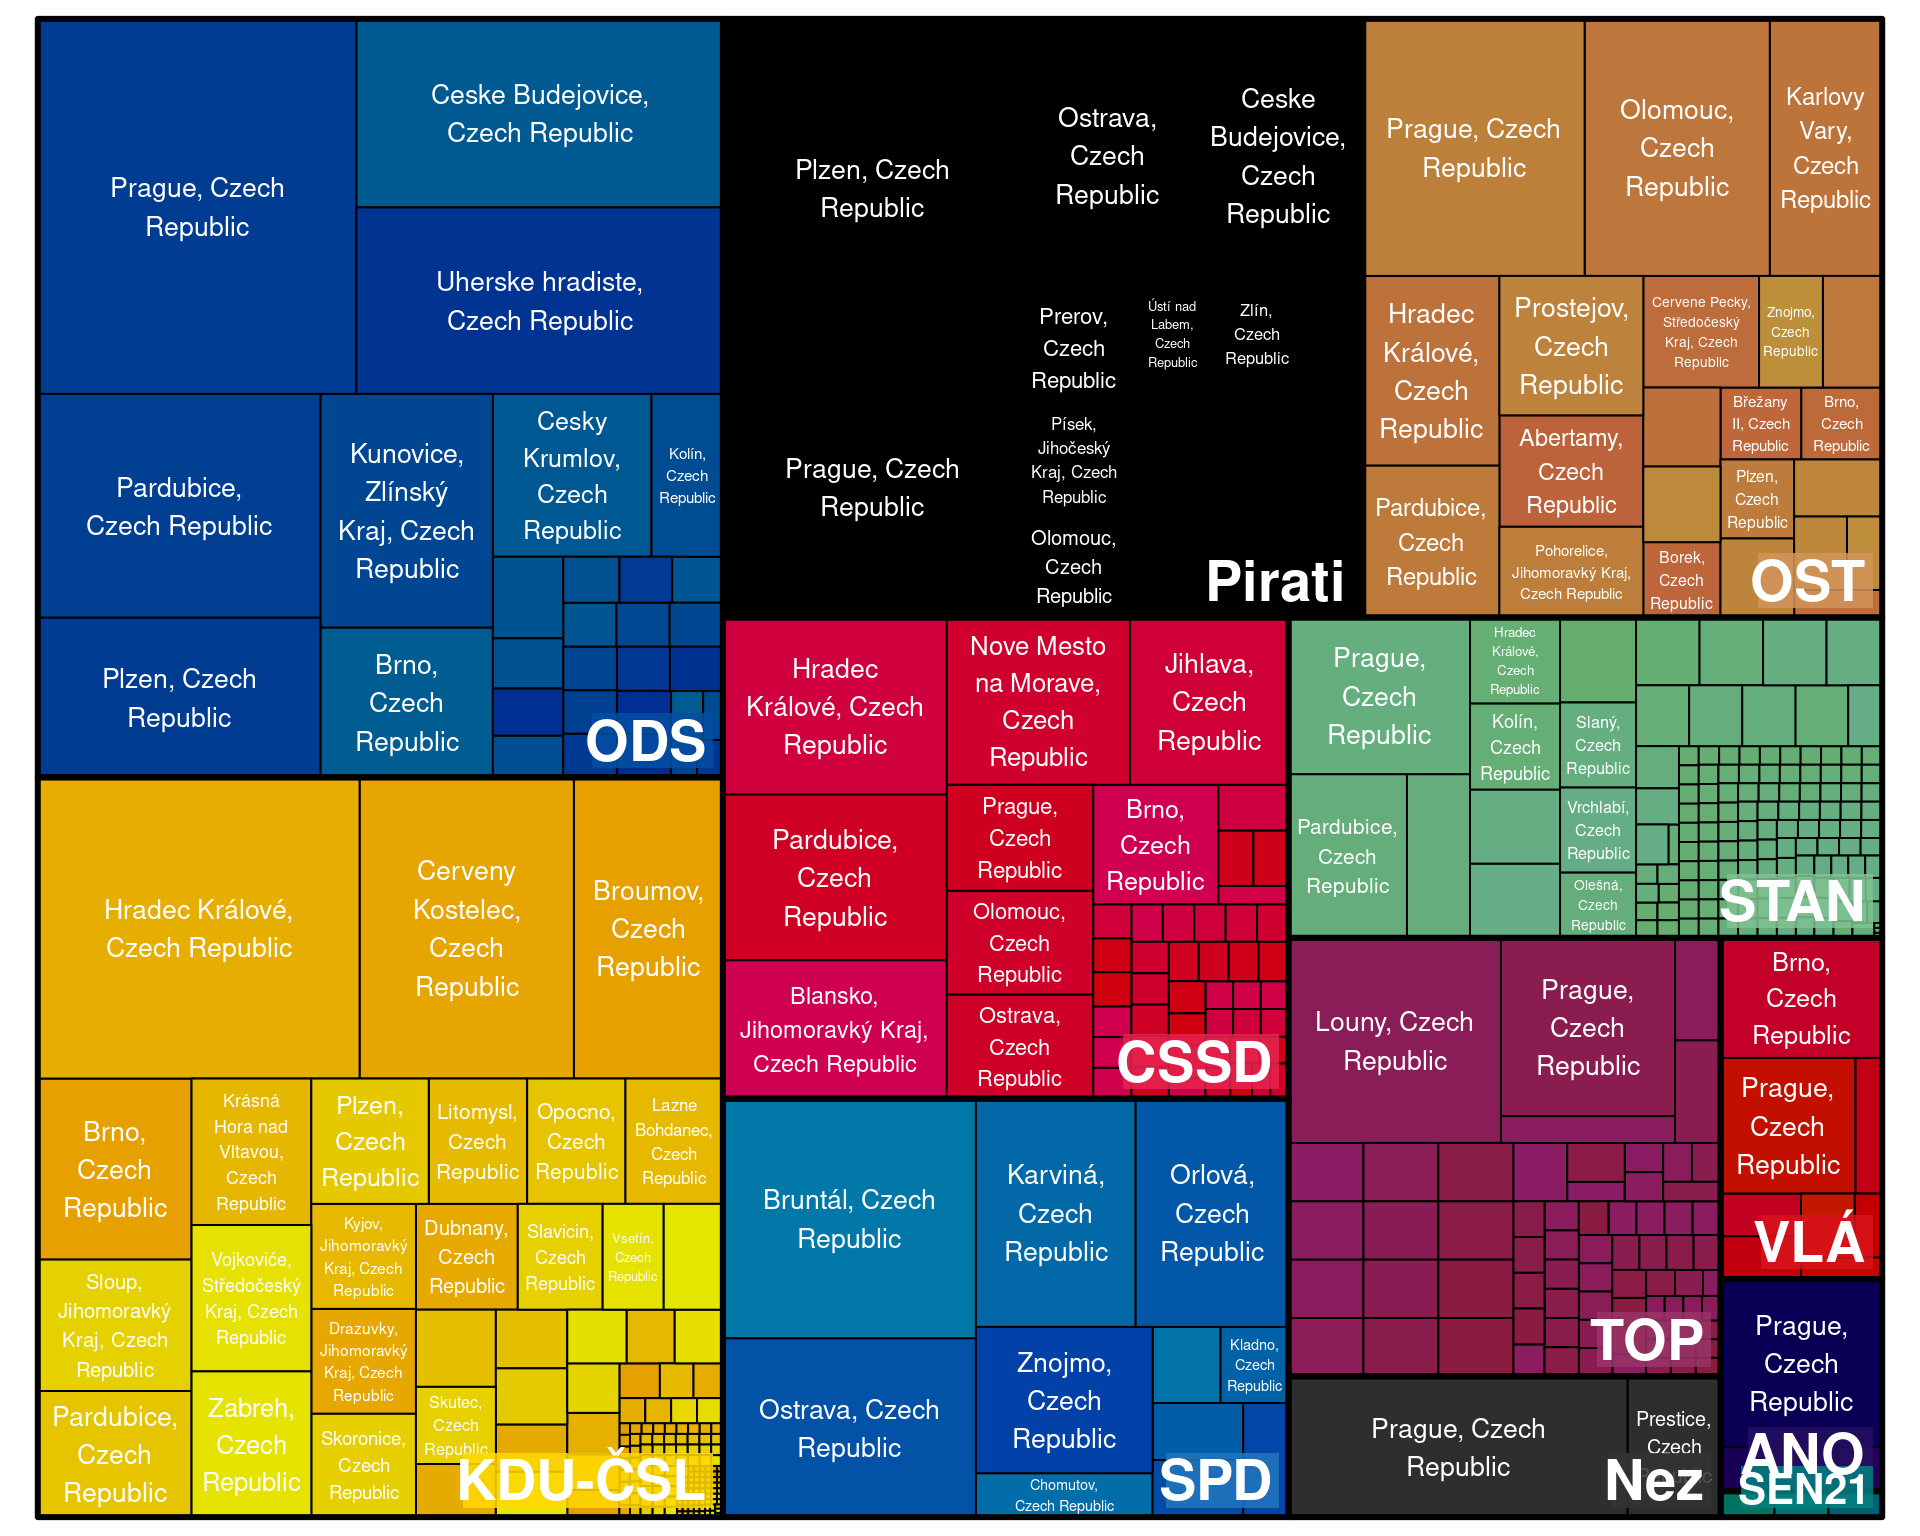 Prague, Czech
Republic
Ceske Budejovice,
Czech Republic
Uherske hradiste,
Czech Republic
Pardubice,
Czech Republic
Plzen, Czech
Republic
Kunovice,
Zlínský
Kraj, Czech
Republic
Brno,
Czech
Republic
Cesky
Krumlov,
Czech
Republic
Kolín,
Czech
Republic
ODS
Plzen, Czech
Republic
Ostrava,
Czech
Republic
Ceske
Budejovice,
Czech
Republic
Prague, Czech
Republic
Prerov,
Czech
Republic
Ústí nad
Labem,
Czech
Republic
Zlín,
Czech
Republic
Písek,
Jihočeský
Kraj, Czech
Republic
Olomouc,
Czech
Republic
Pirati
Prague, Czech
Republic
Olomouc,
Czech
Republic
Karlovy
Vary,
Czech
Republic
Hradec
Králové,
Czech
Republic
Pardubice,
Czech
Republic
Prostejov,
Czech
Republic
Abertamy,
Czech
Republic
Pohorelice,
Jihomoravký Kraj,
Czech Republic
Cervene Pecky,
Středočeský
Kraj, Czech
Republic
Znojmo,
Czech
Republic
Břežany
II, Czech
Republic
Brno,
Czech
Republic
Plzen,
Czech
Republic
Borek,
Czech
Republic
OST
Hradec Králové,
Czech Republic
Cerveny
Kostelec,
Czech
Republic
Broumov,
Czech
Republic
Brno,
Czech
Republic
Sloup,
Jihomoravký
Kraj, Czech
Republic
Pardubice,
Czech
Republic
Krásná
Hora nad
Vltavou,
Czech
Republic
Vojkoviće,
Středočeský
Kraj, Czech
Republic
Zabreh,
Czech
Republic
Plzen,
Czech
Republic
Litomysl,
Czech
Republic
Opocno,
Czech
Republic
Lazne
Bohdanec,
Czech
Republic
Kyjov,
Jihomoravký
Kraj, Czech
Republic
Drazuvky,
Jihomoravký
Kraj, Czech
Republic
Skoronice,
Czech
Republic
Dubnany,
Czech
Republic
Slavicin,
Czech
Republic
Vsetín,
Czech
Republic
Skutec,
Czech
Republic
KDU-ČSL
Hradec
Králové, Czech
Republic
Nove Mesto
na Morave,
Czech
Republic
Jihlava,
Czech
Republic
Pardubice,
Czech
Republic
Blansko,
Jihomoravký Kraj,
Czech Republic
Prague,
Czech
Republic
Olomouc,
Czech
Republic
Ostrava,
Czech
Republic
Brno,
Czech
Republic
CSSD
Bruntál, Czech
Republic
Ostrava, Czech
Republic
Karviná,
Czech
Republic
Orlová,
Czech
Republic
Znojmo,
Czech
Republic
Kladno,
Czech
Republic
Chomutov,
Czech Republic
SPD
Prague,
Czech
Republic
Pardubice,
Czech
Republic
Hradec
Králové,
Czech
Republic
Kolín,
Czech
Republic
Slaný,
Czech
Republic
Vrchlabí,
Czech
Republic
Olešná,
Czech
Republic
STAN
Louny, Czech
Republic
Prague,
Czech
Republic
TOP
Brno,
Czech
Republic
Prague,
Czech
Republic
VLÁ
Prague, Czech
Republic
Prestice,
Czech
Nez
Prague,
Czech
Republic
ANO
SEN21